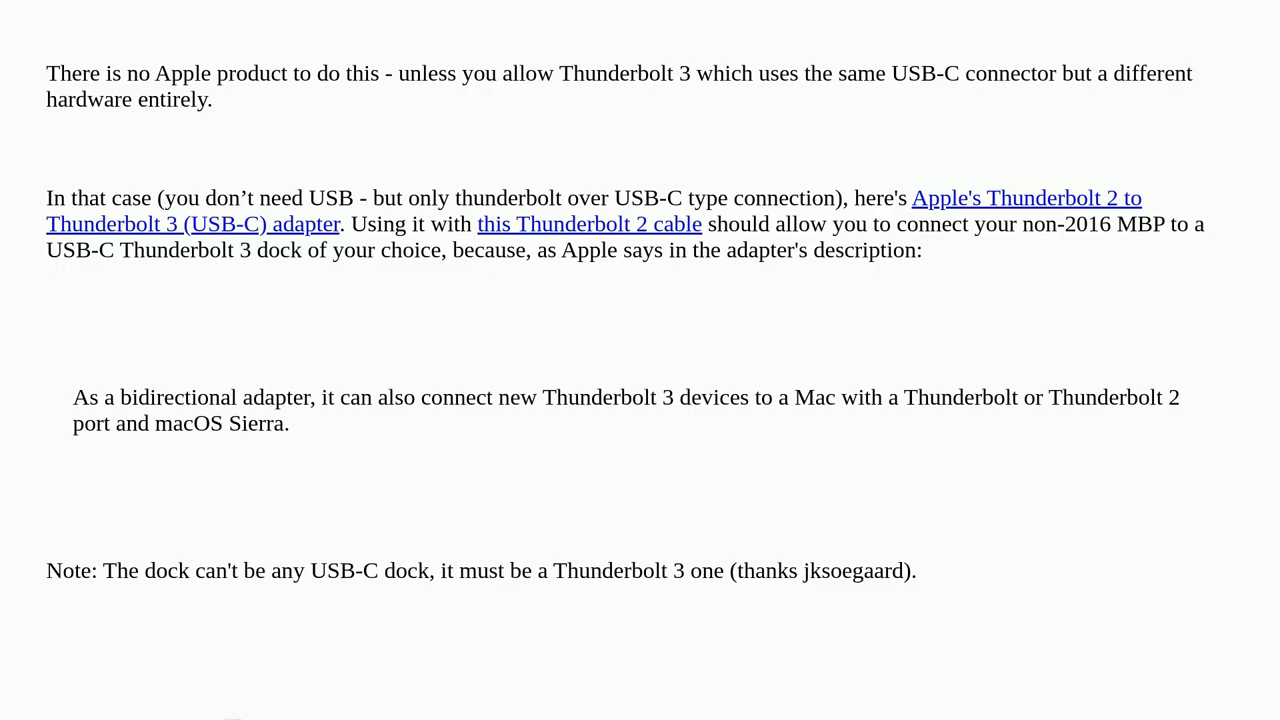 There is no Apple product to do this - unless you allow Thunderbolt 3 which uses the same USB-C connector but a different
hardware entirely.
In that case (you don’t need USB - but only thunderbolt over USB-C type connection), here's Apple's Thunderbolt 2 to
Thunderbolt 3 (USB-C) adapter. Using it with this Thunderbolt 2 cable should allow you to connect your non-2016 MBP to a
USB-C Thunderbolt 3 dock of your choice, because, as Apple says in the adapter's description:
As a bidirectional adapter, it can also connect new Thunderbolt 3 devices to a Mac with a Thunderbolt or Thunderbolt 2
port and macOS Sierra.
Note: The dock can't be any USB-C dock, it must be a Thunderbolt 3 one (thanks jksoegaard).